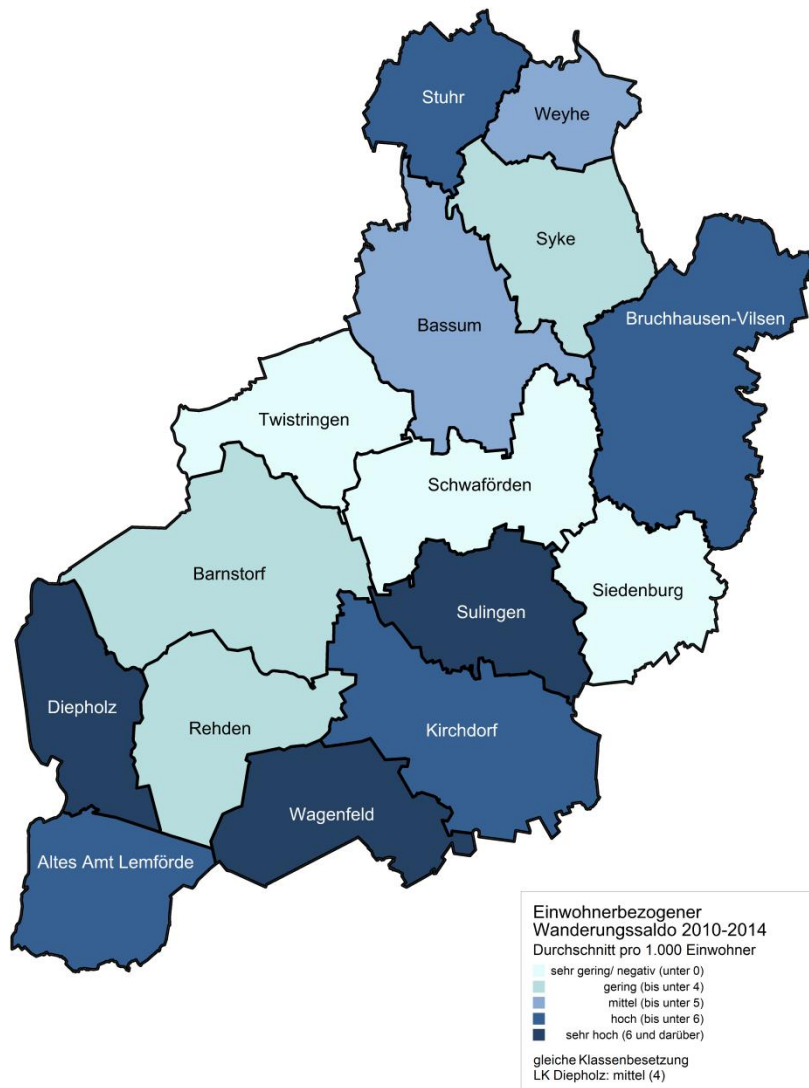 Stuhr
Weyhe
Syke
Bruchhausen-Vilsen
Bassum
Twistringen
Schwaförden
Barnstorf
Siedenburg
Sulingen
Diepholz
Rehden
Kirchdorf
Wagenfeld
Altes Amt Lemförde
Einwohnerbezogener
Wanderungssaldo 2010-2014
Durchschnitt pro 1.000 Einwohner
sehr gering/ negativ (unter 0)
gering (bis unter 4)
mittel (bis unter 5)
hoch (bis unter 6)
sehr hoch (6 und darüber)
gleiche Klassenbesetzung
LK Diepholz: mittel (4)